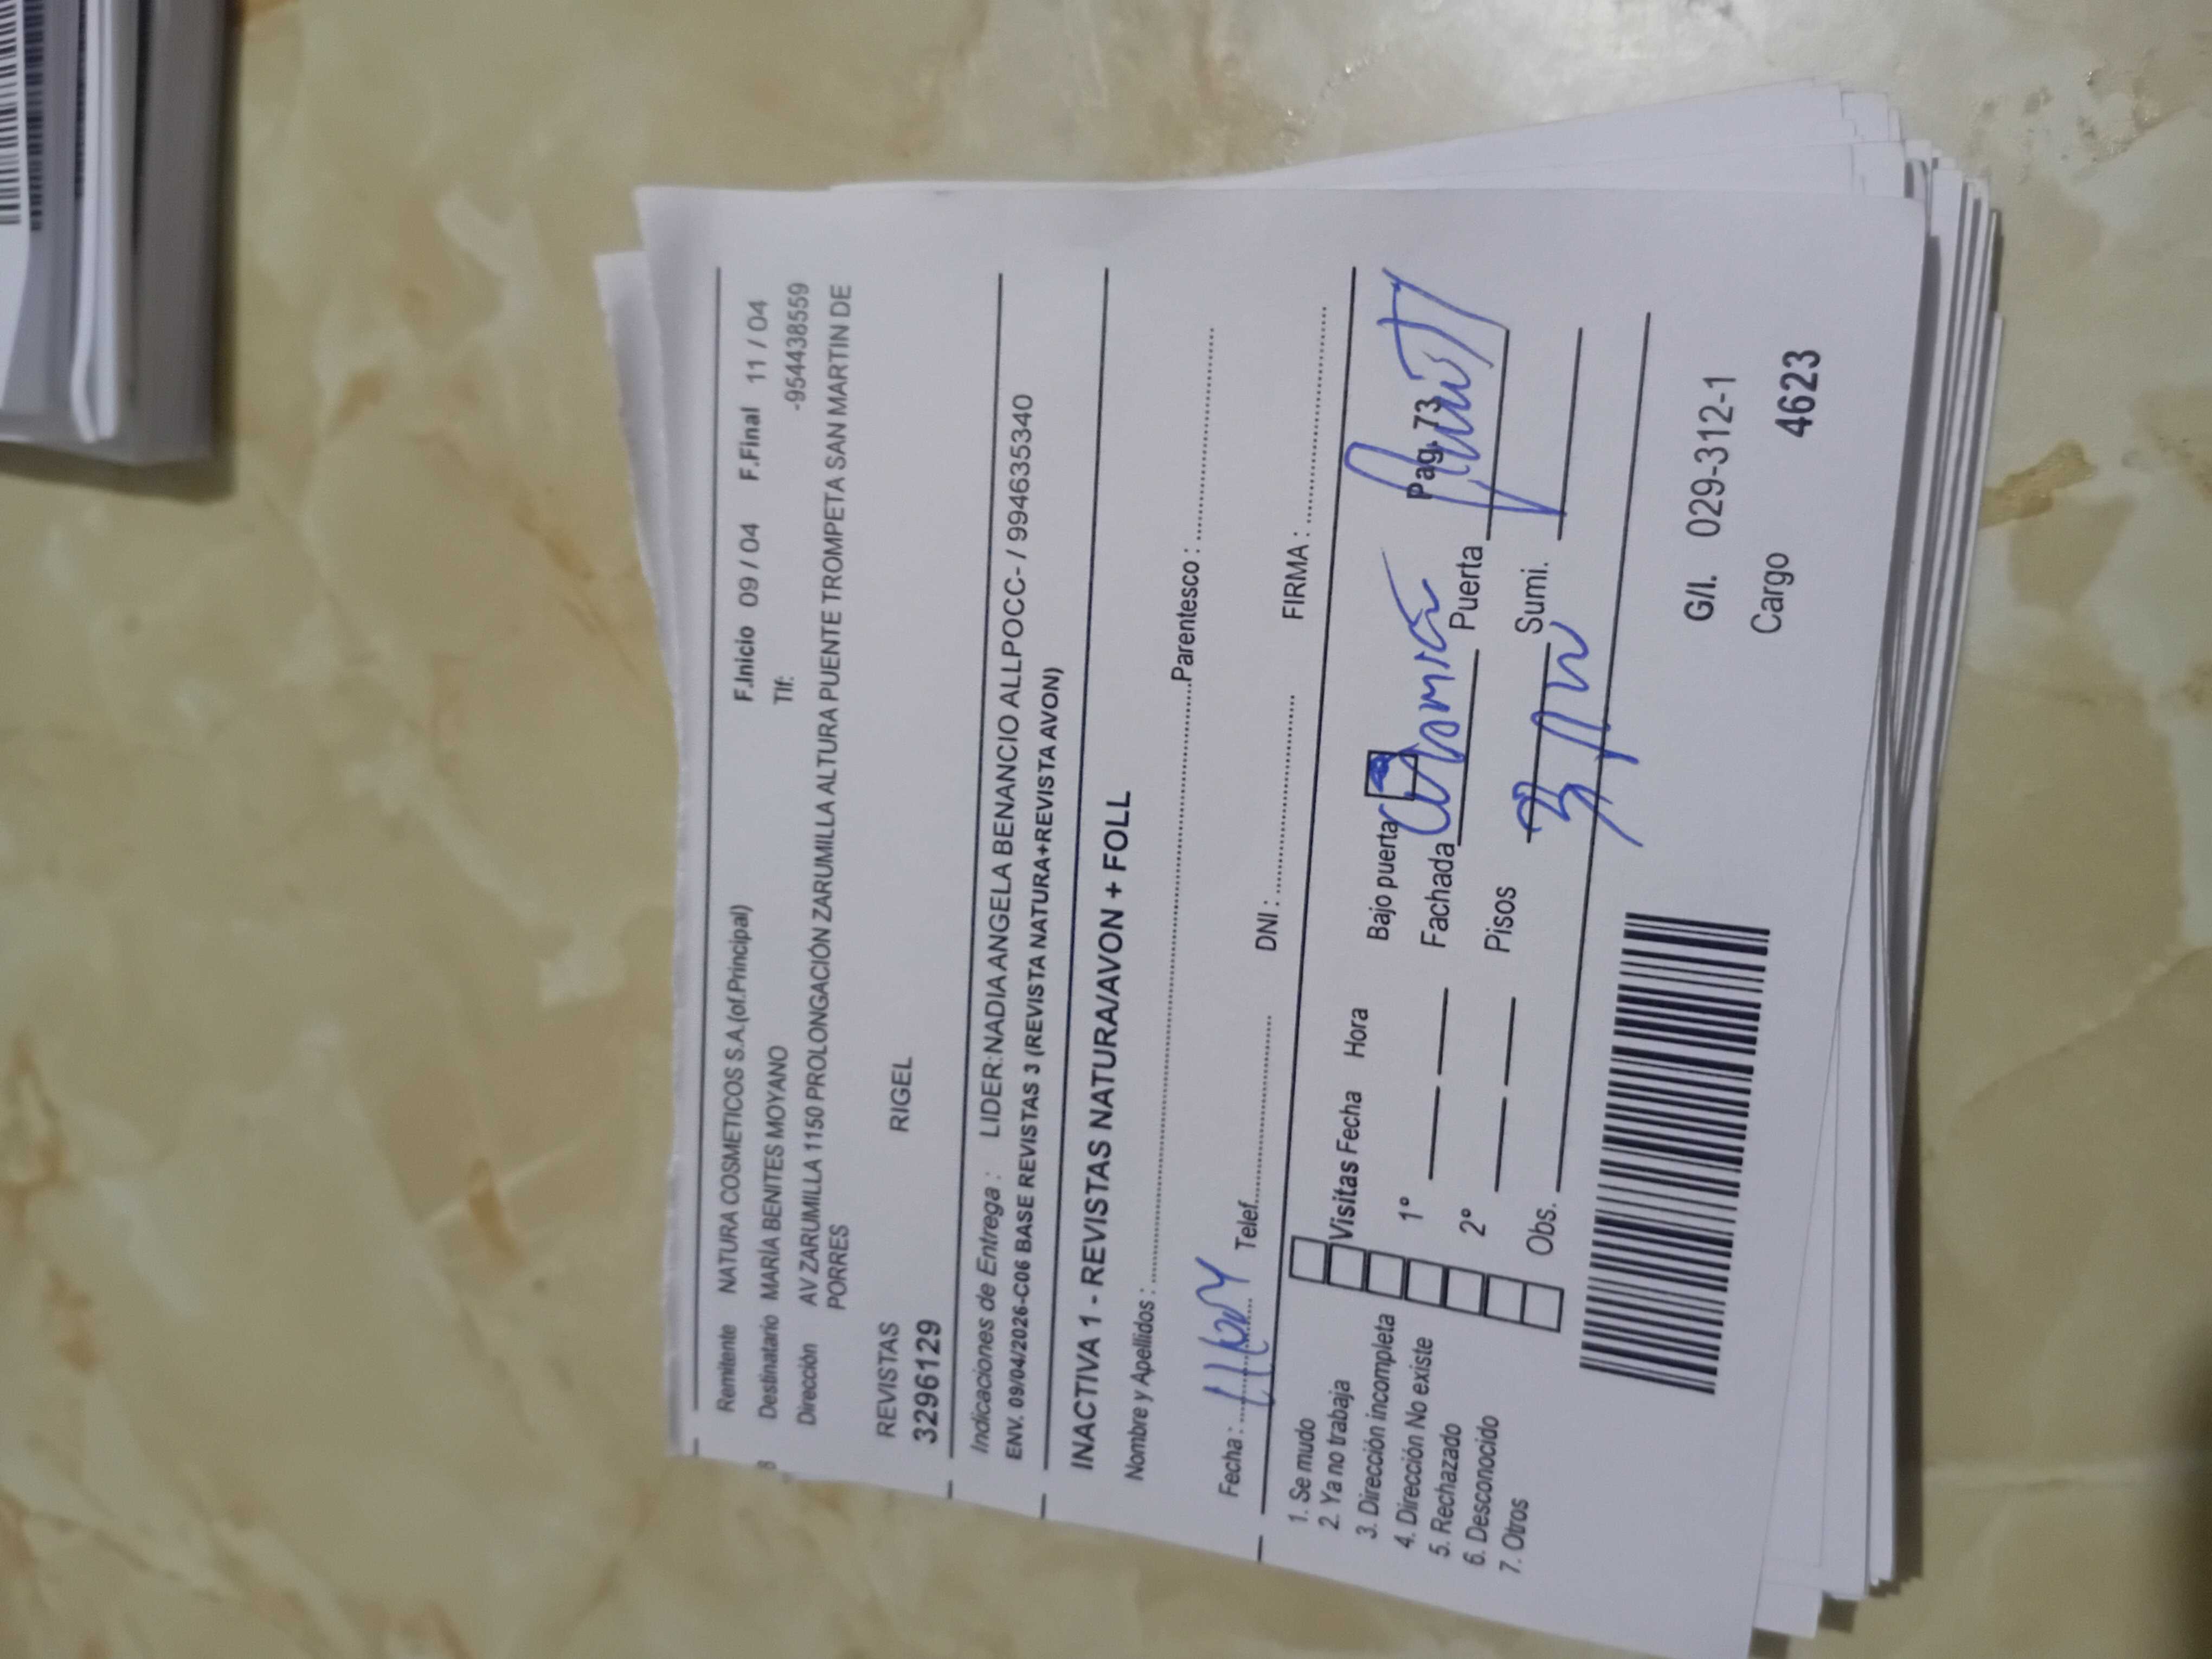 Remitente NATURA COSMETICOS S.A.(of.Principal) F.Inicio 09 / 04 F.Final 11 / 04
Destinatario MARÍA BENITES MOYANO Tlf: -954438559
Dirección AV ZARUMILLA 1150 PROLONGACIÓN ZARUMILLA ALTURA PUENTE TROMPETA SAN MARTIN DE
PORRES
REVISTAS RIGEL
3296129
Indicaciones de Entrega : LIDER:NADIA ANGELA BENANCIO ALLPOCC- / 994635340
ENV. 09/04/2026-C06 BASE REVISTAS 3 (REVISTA NATURA+REVISTA AVON)
INACTIVA 1 - REVISTAS NATURA/AVON + FOLL
Nombre y Apellidos : Parentesco :
Fecha : Telef. DNI : FIRMA :
1. Se mudo
2. Ya no trabaja
3. Dirección incompleta
4. Dirección No existe
5. Rechazado
6. Desconocido
7. Otros
Visitas Fecha Hora Bajo puerta Pag. 73
1° Fachada Puerta
2° Pisos 3 Sumi.
Obs.
G/I. 029-312-1
Cargo 4623